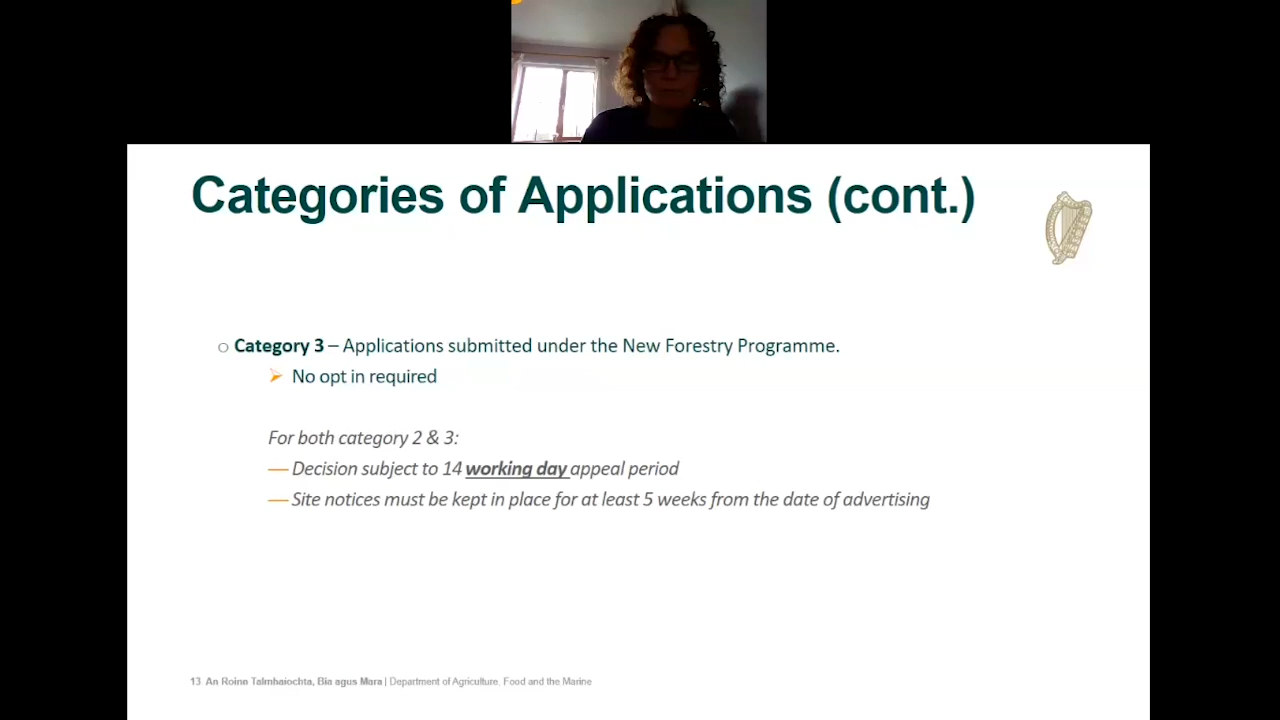 Categories of Applications (cont.)
○ Category 3 – Applications submitted under the New Forestry Programme.
➢ No opt in required
For both category 2 & 3:
— Decision subject to 14 working day appeal period
— Site notices must be kept in place for at least 5 weeks from the date of advertising
13 An Roinn Talmhaíochta, Bia agus Mara | Department of Agriculture, Food and the Marine